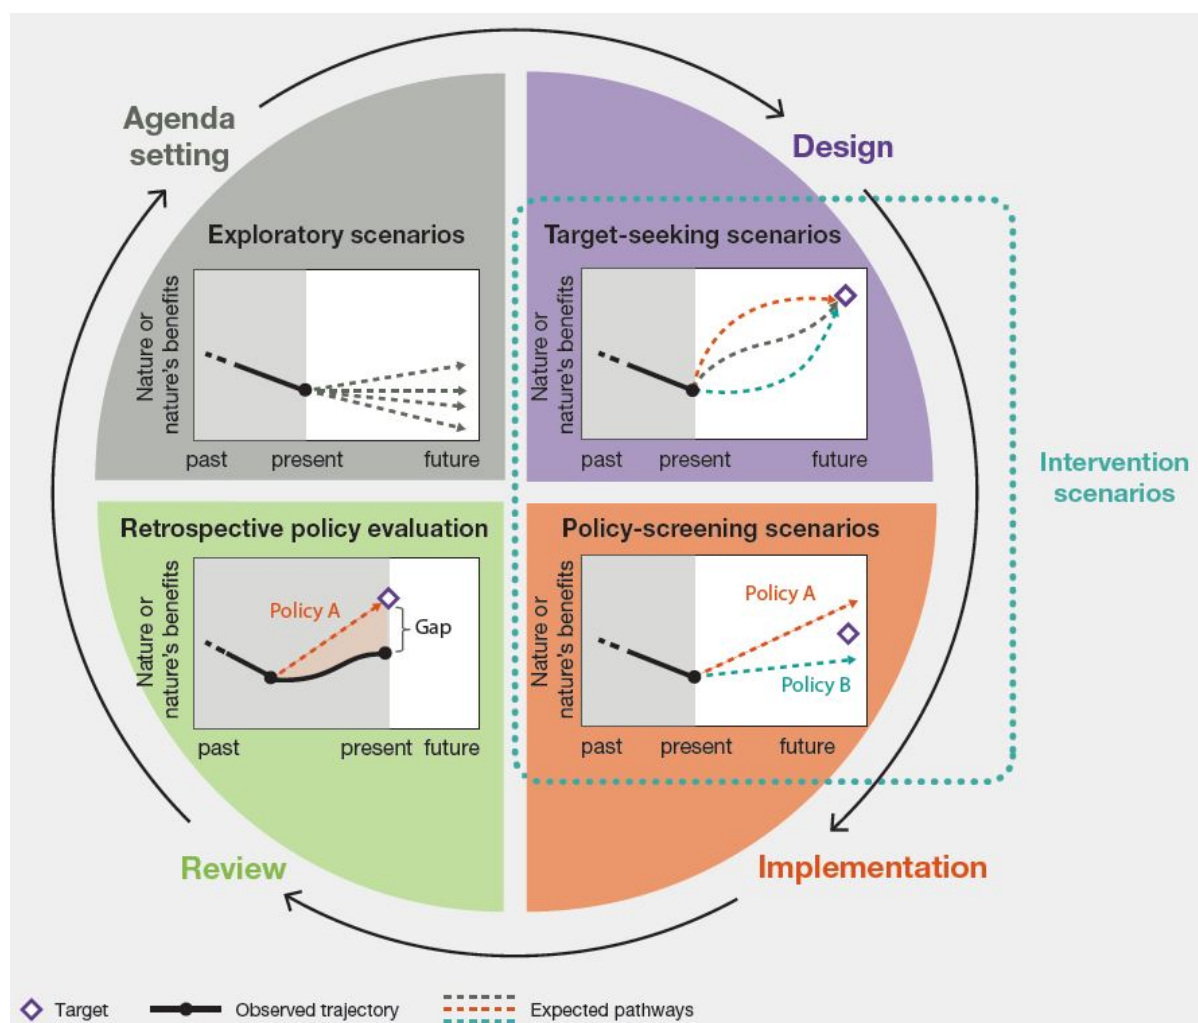 Agenda
setting
Design
Exploratory scenarios
Nature or
nature's benefits
past present future
Target-seeking scenarios
Nature or
nature's benefits
past present future
Intervention
scenarios
Retrospective policy evaluation
Nature or
nature's benefits
Policy A
Gap
past present future
Policy-screening scenarios
Nature or
nature's benefits
Policy A
Policy B
past present future
Review
Implementation
Target Observed trajectory Expected pathways